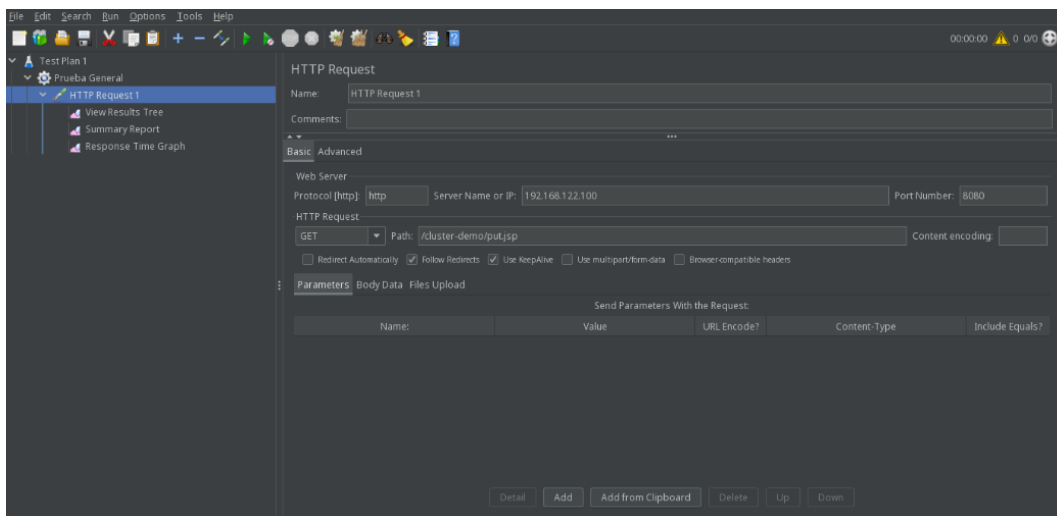 File Edit Search Run Options Tools Help
00:00:00 0 0/0
Test Plan 1
Prueba General
HTTP Request 1
View Results Tree
Summary Report
Response Time Graph
HTTP Request
Name: HTTP Request 1
Comments:
Basic Advanced
Web Server
Protocol [http]: http Server Name or IP: 192.168.122.100 Port Number: 8080
HTTP Request
GET Path: /cluster-demo/put.jsp Content encoding:
Redirect Automatically Follow Redirects Use KeepAlive Use multipart/form-data Browser-compatible headers
Parameters Body Data Files Upload
Send Parameters With the Request:
Name: Value URL Encode? Content-Type Include Equals?
Detail Add Add from Clipboard Delete Up Down